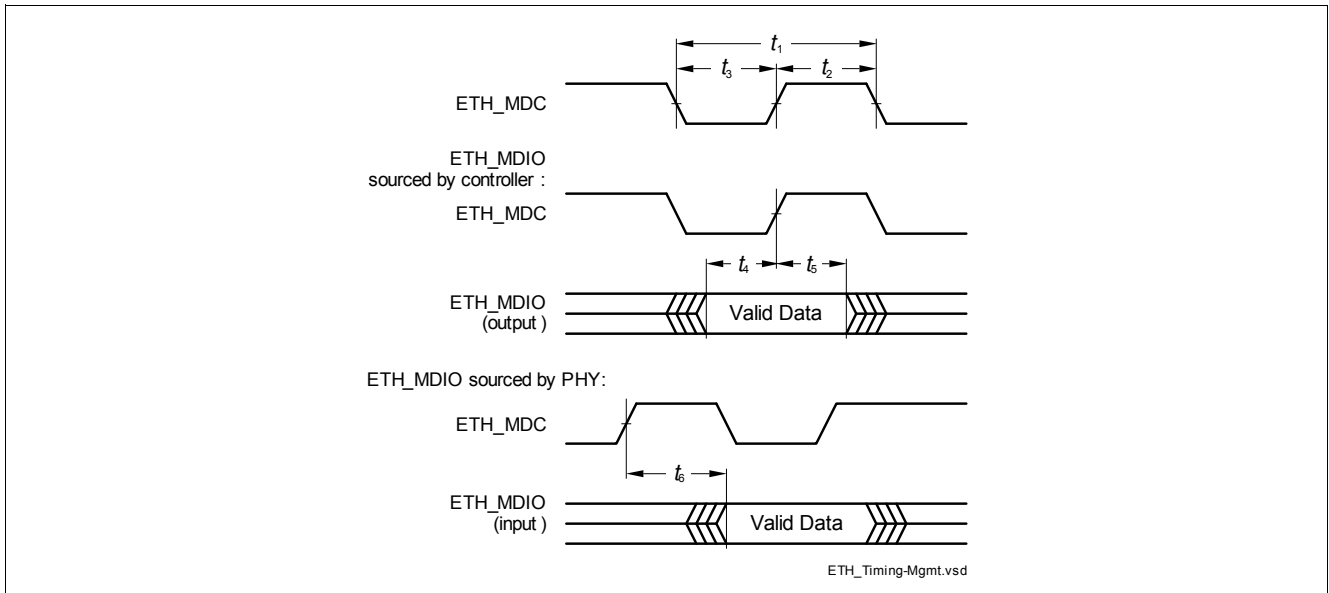 t1
t3
t2
ETH_MDC
ETH_MDIO
sourced by controller :
ETH_MDC
t4
t5
ETH_MDIO
(output )
Valid Data
ETH_MDIO sourced by PHY:
ETH_MDC
t6
ETH_MDIO
(input )
Valid Data
ETH_Timing-Mgmt.vsd